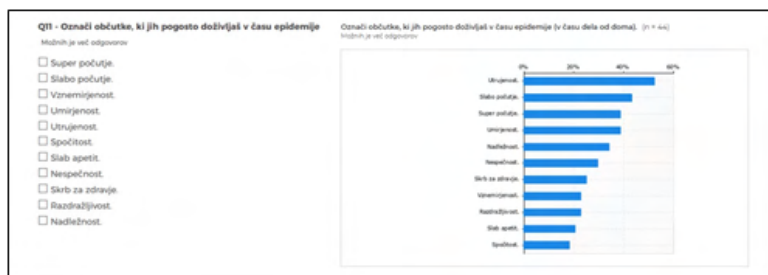 Q11 - Označi občutke, ki jih pogosto doživljaš v času epidemije
Možnih je več odgovorov
Super počutje.
Slabo počutje.
Vznemirjenost.
Umirjenost.
Utrujenost.
Spočitost.
Slab apetit.
Nespečnost.
Skrb za zdravje.
Razdražljivost.
Nadležnost.
Označi občutke, ki jih pogosto doživljaš v času epidemije (v času dela od doma). (n = 44)
Možnih je več odgovorov
0% 20% 40% 60%
Utrujenost.
Slabo počutje.
Super počutje.
Umirjenost.
Nadležnost.
Nespečnost.
Skrb za zdravje.
Vznemirjenost.
Razdražljivost.
Slab apetit.
Spočitost.